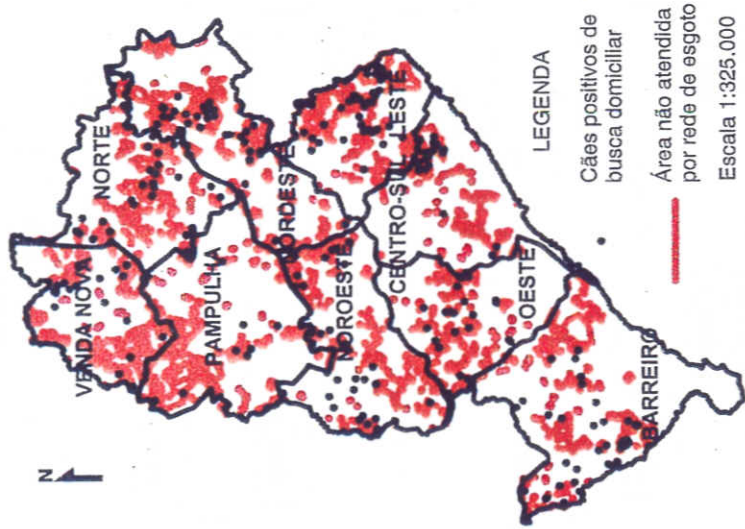 N
VENDA NOVA
NORTE
PAMPULHA
NORDESTE
NOROESTE
LESTE
CENTRO-SUL
OESTE
BARREIRO
LEGENDA
Cães positivos de
busca domiciliar
Área não atendida
por rede de esgoto
Escala 1:325.000